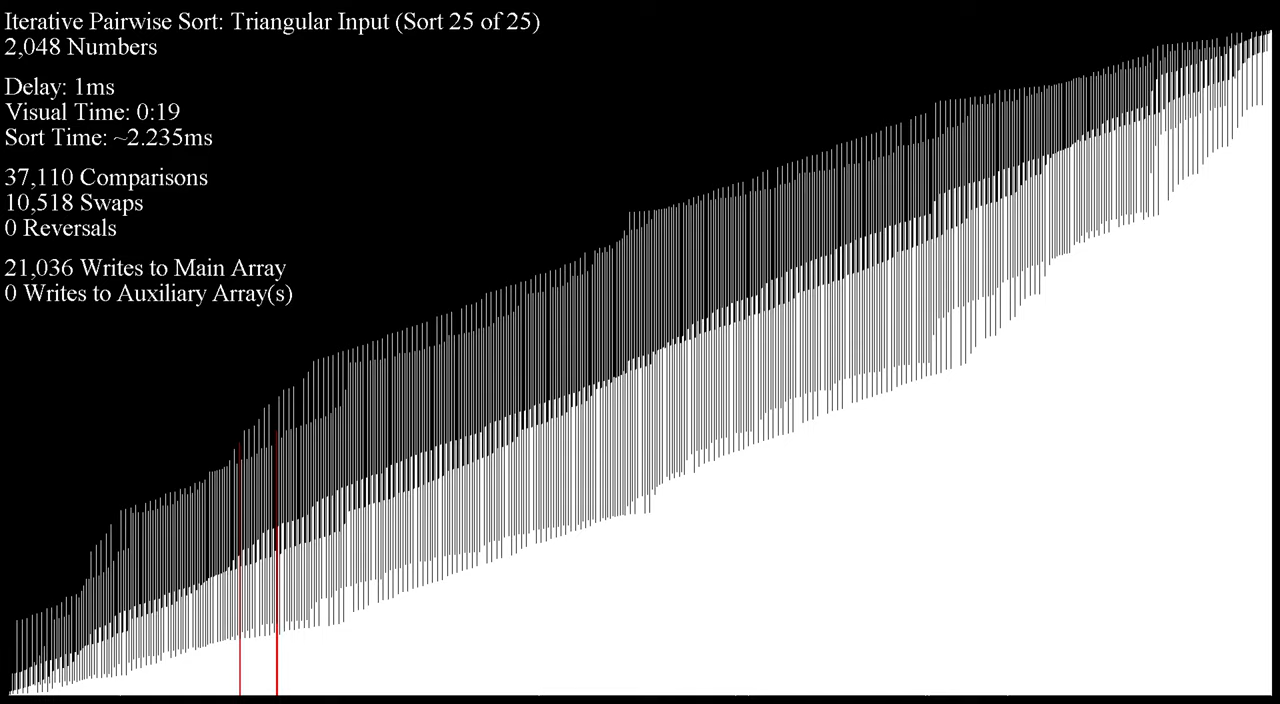 Iterative Pairwise Sort: Triangular Input (Sort 25 of 25)
2,048 Numbers
Delay: 1ms
Visual Time: 0:19
Sort Time: ~2.235ms
37,110 Comparisons
10,518 Swaps
0 Reversals
21,036 Writes to Main Array
0 Writes to Auxiliary Array(s)